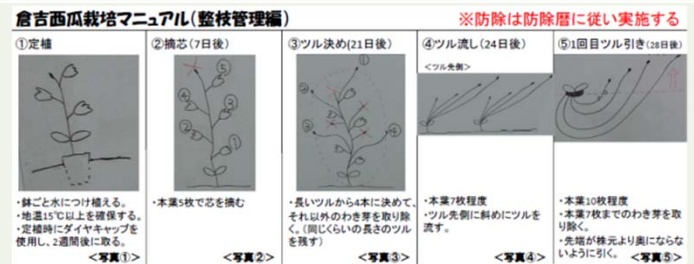 倉吉西瓜栽培マニュアル(整枝管理編)
※防除は防除暦に従い実施する
①定植
・鉢ごと水につけ植える。
・地温15℃以上を確保する。
・定植時にダイヤキャップを
使用し、2週間後に取る。
<写真①>
②摘芯(7日後)
⑤
④
③
②
①
・本葉5枚で芯を摘む
<写真②>
③ツル決め(21日後)
・長いツルから4本に決めて、
それ以外のわき芽を取り除
く。(同じくらいの長さのツル
を残す)
<写真③>
④ツル流し(24日後)
<ツル先側>
・本葉7枚程度
・ツル先側に斜めにツルを
流す。
<写真④>
⑤1回目ツル引き(28日後)
・本葉10枚程度
・本葉7枚までのわき芽を取
り除く。
・先端が株元より奥にならな
いように引く。
<写真⑤>